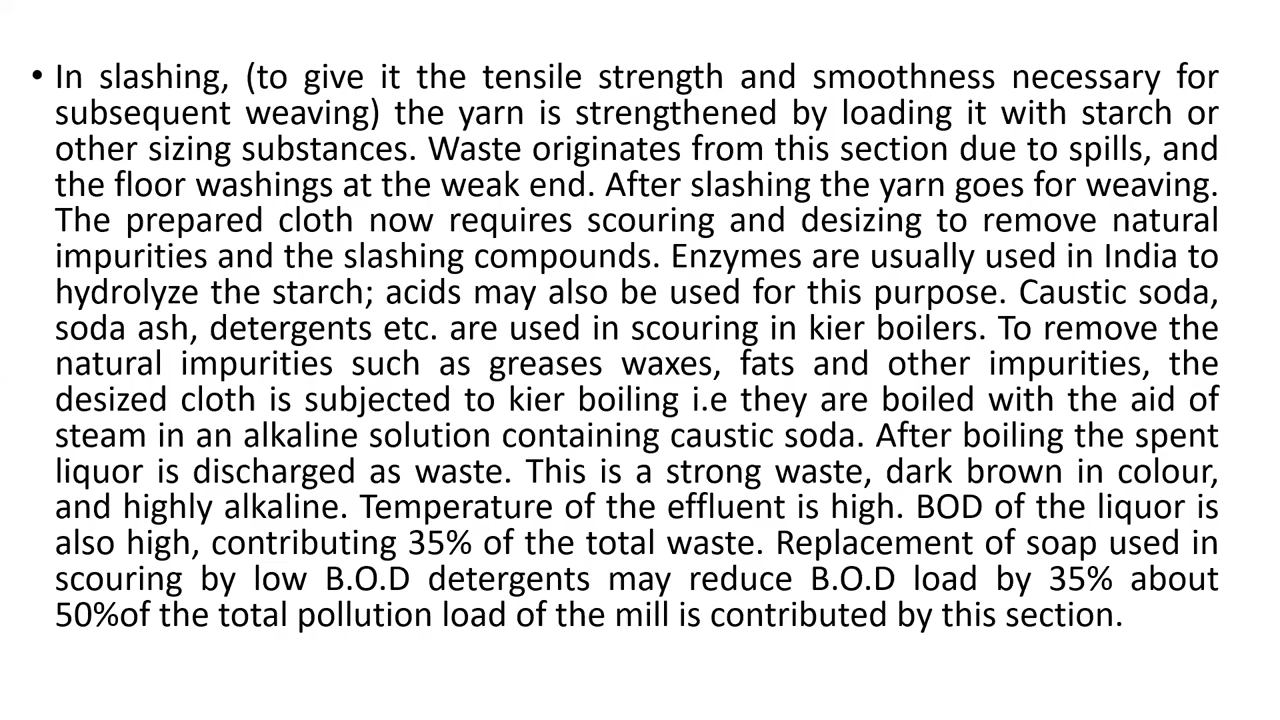 • In slashing, (to give it the tensile strength and smoothness necessary for
subsequent weaving) the yarn is strengthened by loading it with starch or
other sizing substances. Waste originates from this section due to spills, and
the floor washings at the weak end. After slashing the yarn goes for weaving.
The prepared cloth now requires scouring and desizing to remove natural
impurities and the slashing compounds. Enzymes are usually used in India to
hydrolyze the starch; acids may also be used for this purpose. Caustic soda,
soda ash, detergents etc. are used in scouring in kier boilers. To remove the
natural impurities such as greases waxes, fats and other impurities, the
desized cloth is subjected to kier boiling i.e they are boiled with the aid of
steam in an alkaline solution containing caustic soda. After boiling the spent
liquor is discharged as waste. This is a strong waste, dark brown in colour,
and highly alkaline. Temperature of the effluent is high. BOD of the liquor is
also high, contributing 35% of the total waste. Replacement of soap used in
scouring by low B.O.D detergents may reduce B.O.D load by 35% about
50%of the total pollution load of the mill is contributed by this section.